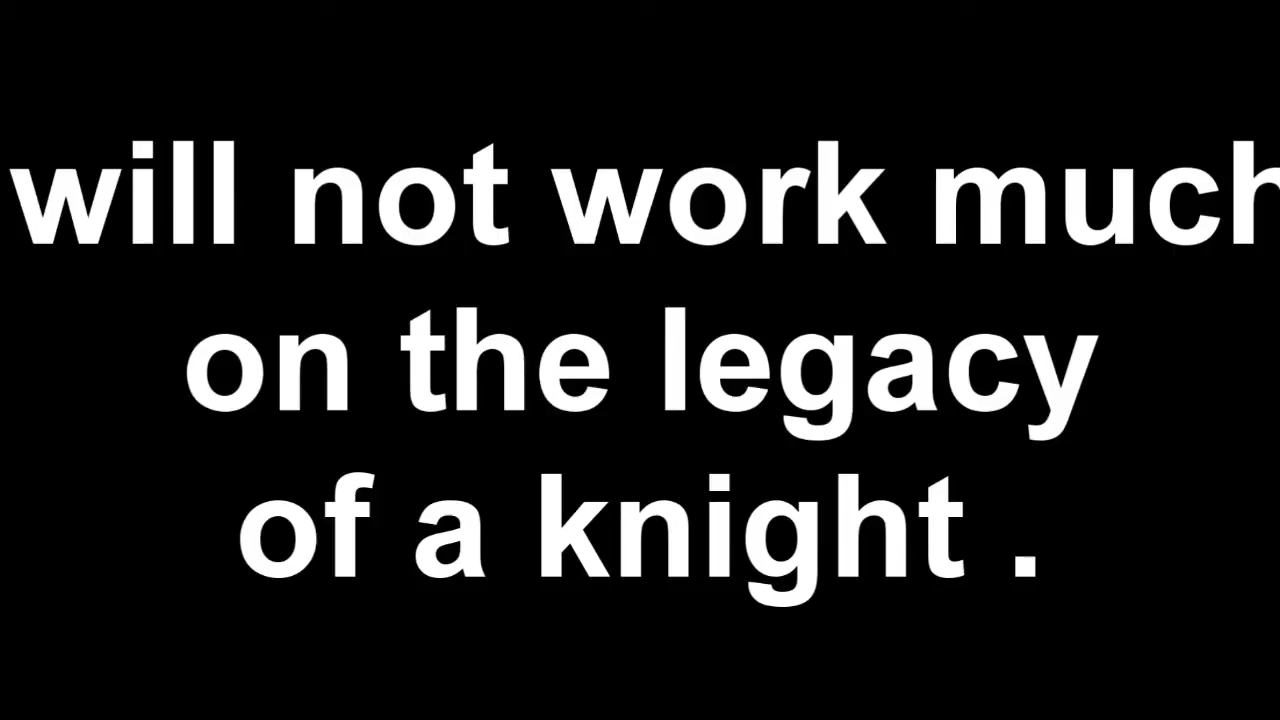 will not work much
on the legacy
of a knight .